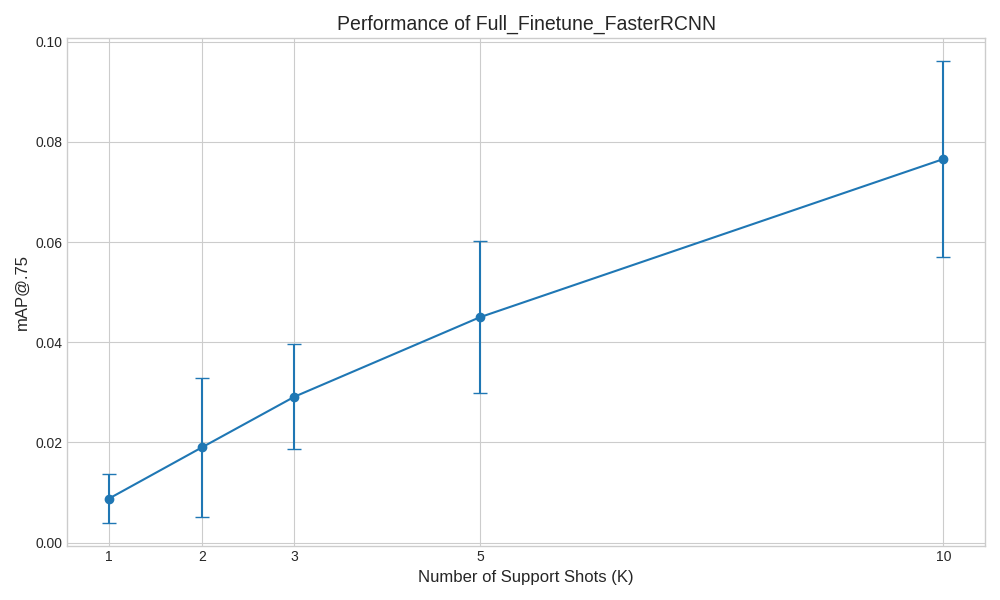 Performance of Full_Finetune_FasterRCNN
0.10
0.08
0.06
0.04
0.02
0.00
mAP@.75
1 2 3 5 10
Number of Support Shots (K)